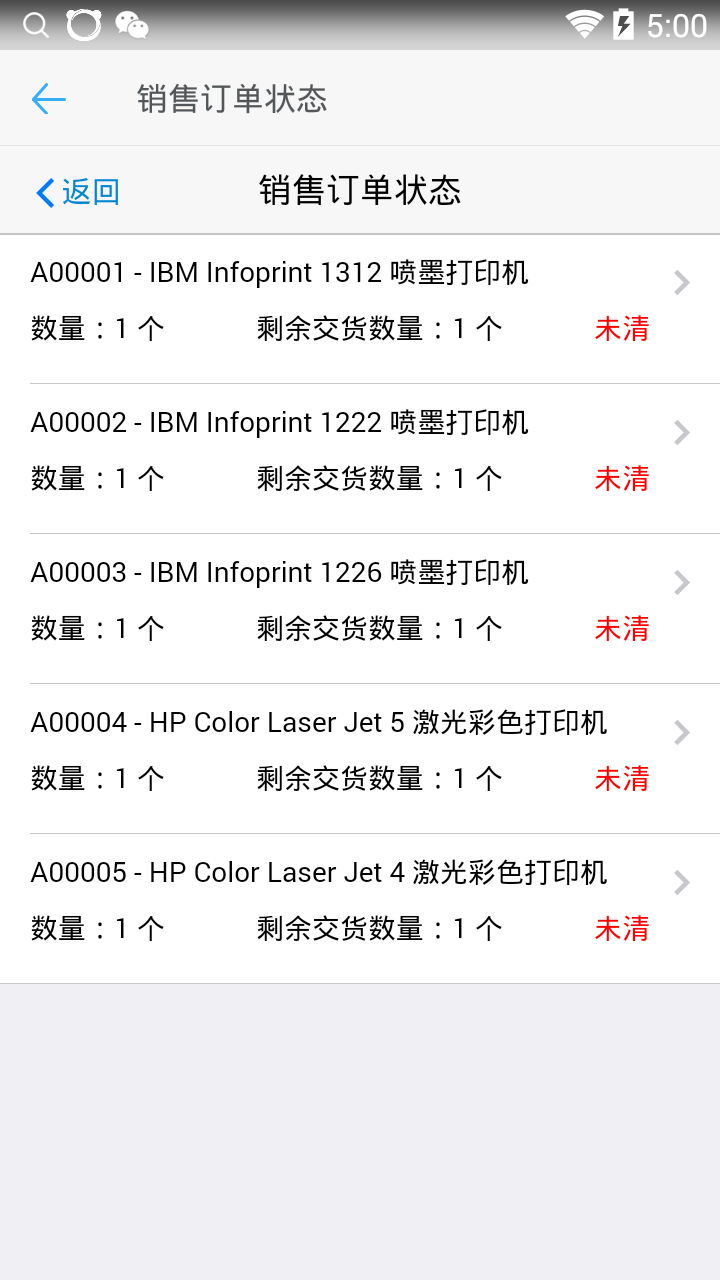 5:00
销售订单状态
返回 销售订单状态
A00001 - IBM Infoprint 1312 喷墨打印机
数量：1 个 剩余交货数量：1 个 未清
A00002 - IBM Infoprint 1222 喷墨打印机
数量：1 个 剩余交货数量：1 个 未清
A00003 - IBM Infoprint 1226 喷墨打印机
数量：1 个 剩余交货数量：1 个 未清
A00004 - HP Color Laser Jet 5 激光彩色打印机
数量：1 个 剩余交货数量：1 个 未清
A00005 - HP Color Laser Jet 4 激光彩色打印机
数量：1 个 剩余交货数量：1 个 未清